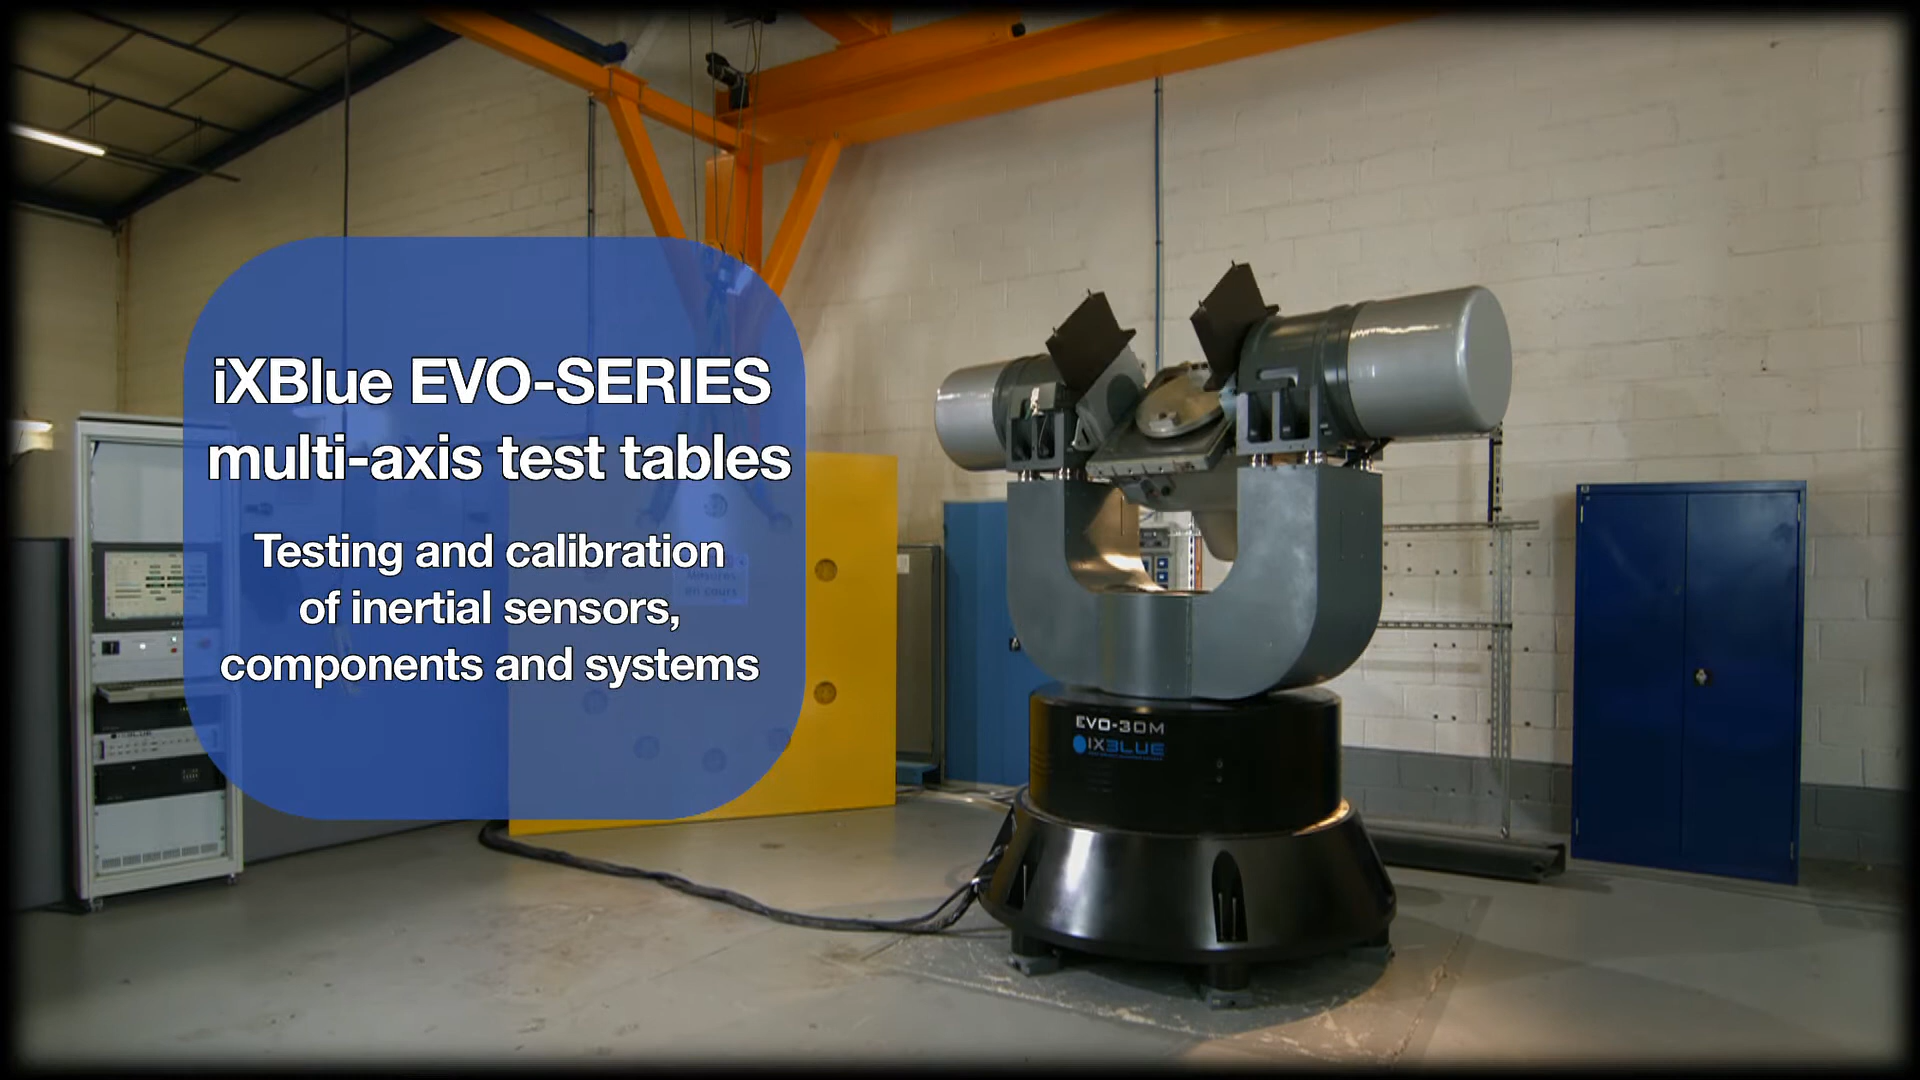 iXBlue EVO-SERIES
multi-axis test tables
Testing and calibration
of inertial sensors,
components and systems
EVO-30M
IXBLUE